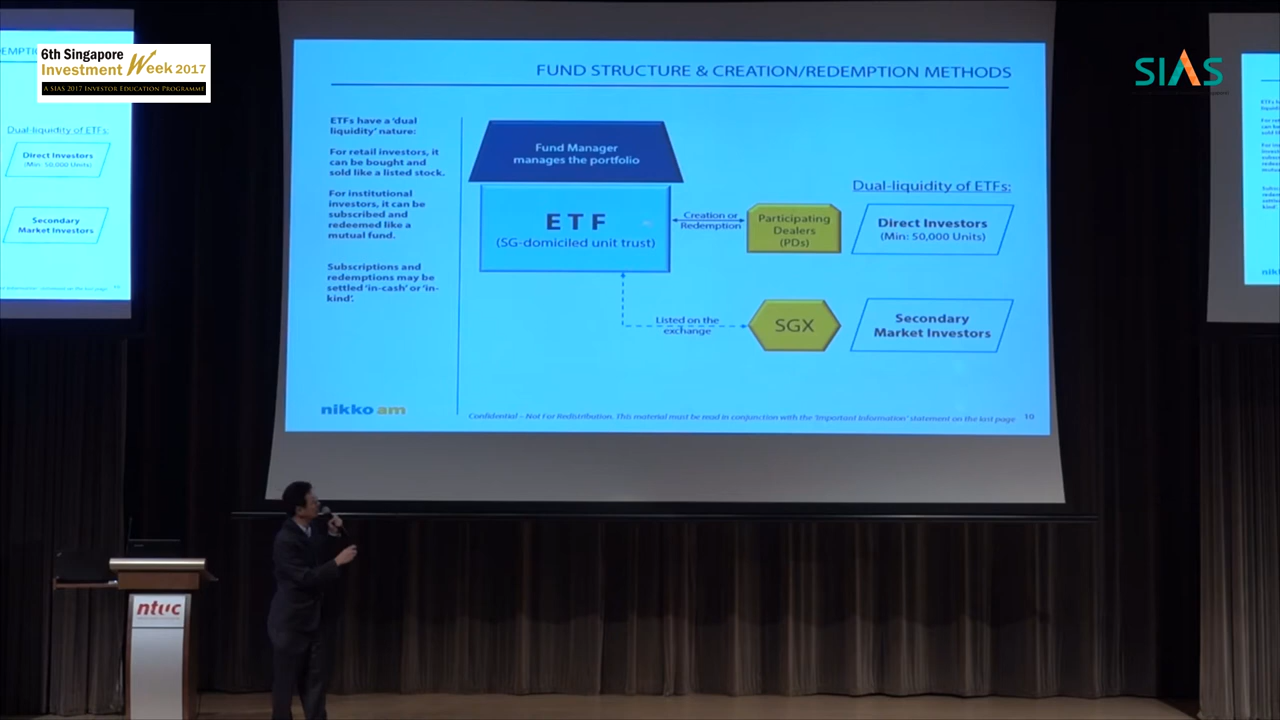 6th Singapore
Investment Week 2017
A SIAS 2017 Investor Education Programme
SIAS
Dual-liquidity of ETFs:
Direct Investors
(Min: 50,000 Units)
Secondary
Market Investors
FUND STRUCTURE & CREATION/REDEMPTION METHODS
ETFs have a 'dual
liquidity' nature:
For retail investors, it
can be bought and
sold like a listed stock.
For institutional
investors, it can be
subscribed and
redeemed like a
mutual fund.
Subscriptions and
redemptions may be
settled 'in-cash' or 'in-
kind'.
Fund Manager
manages the portfolio
ETF
(SG-domiciled unit trust)
Creation or
Redemption
Participating
Dealers
(PDs)
Dual-liquidity of ETFs:
Direct Investors
(Min: 50,000 Units)
Listed on the
exchange
SGX
Secondary
Market Investors
nikko am
Confidential – Not For Redistribution. This material must be read in conjunction with the 'Important Information' statement on the last page
10
ntuc